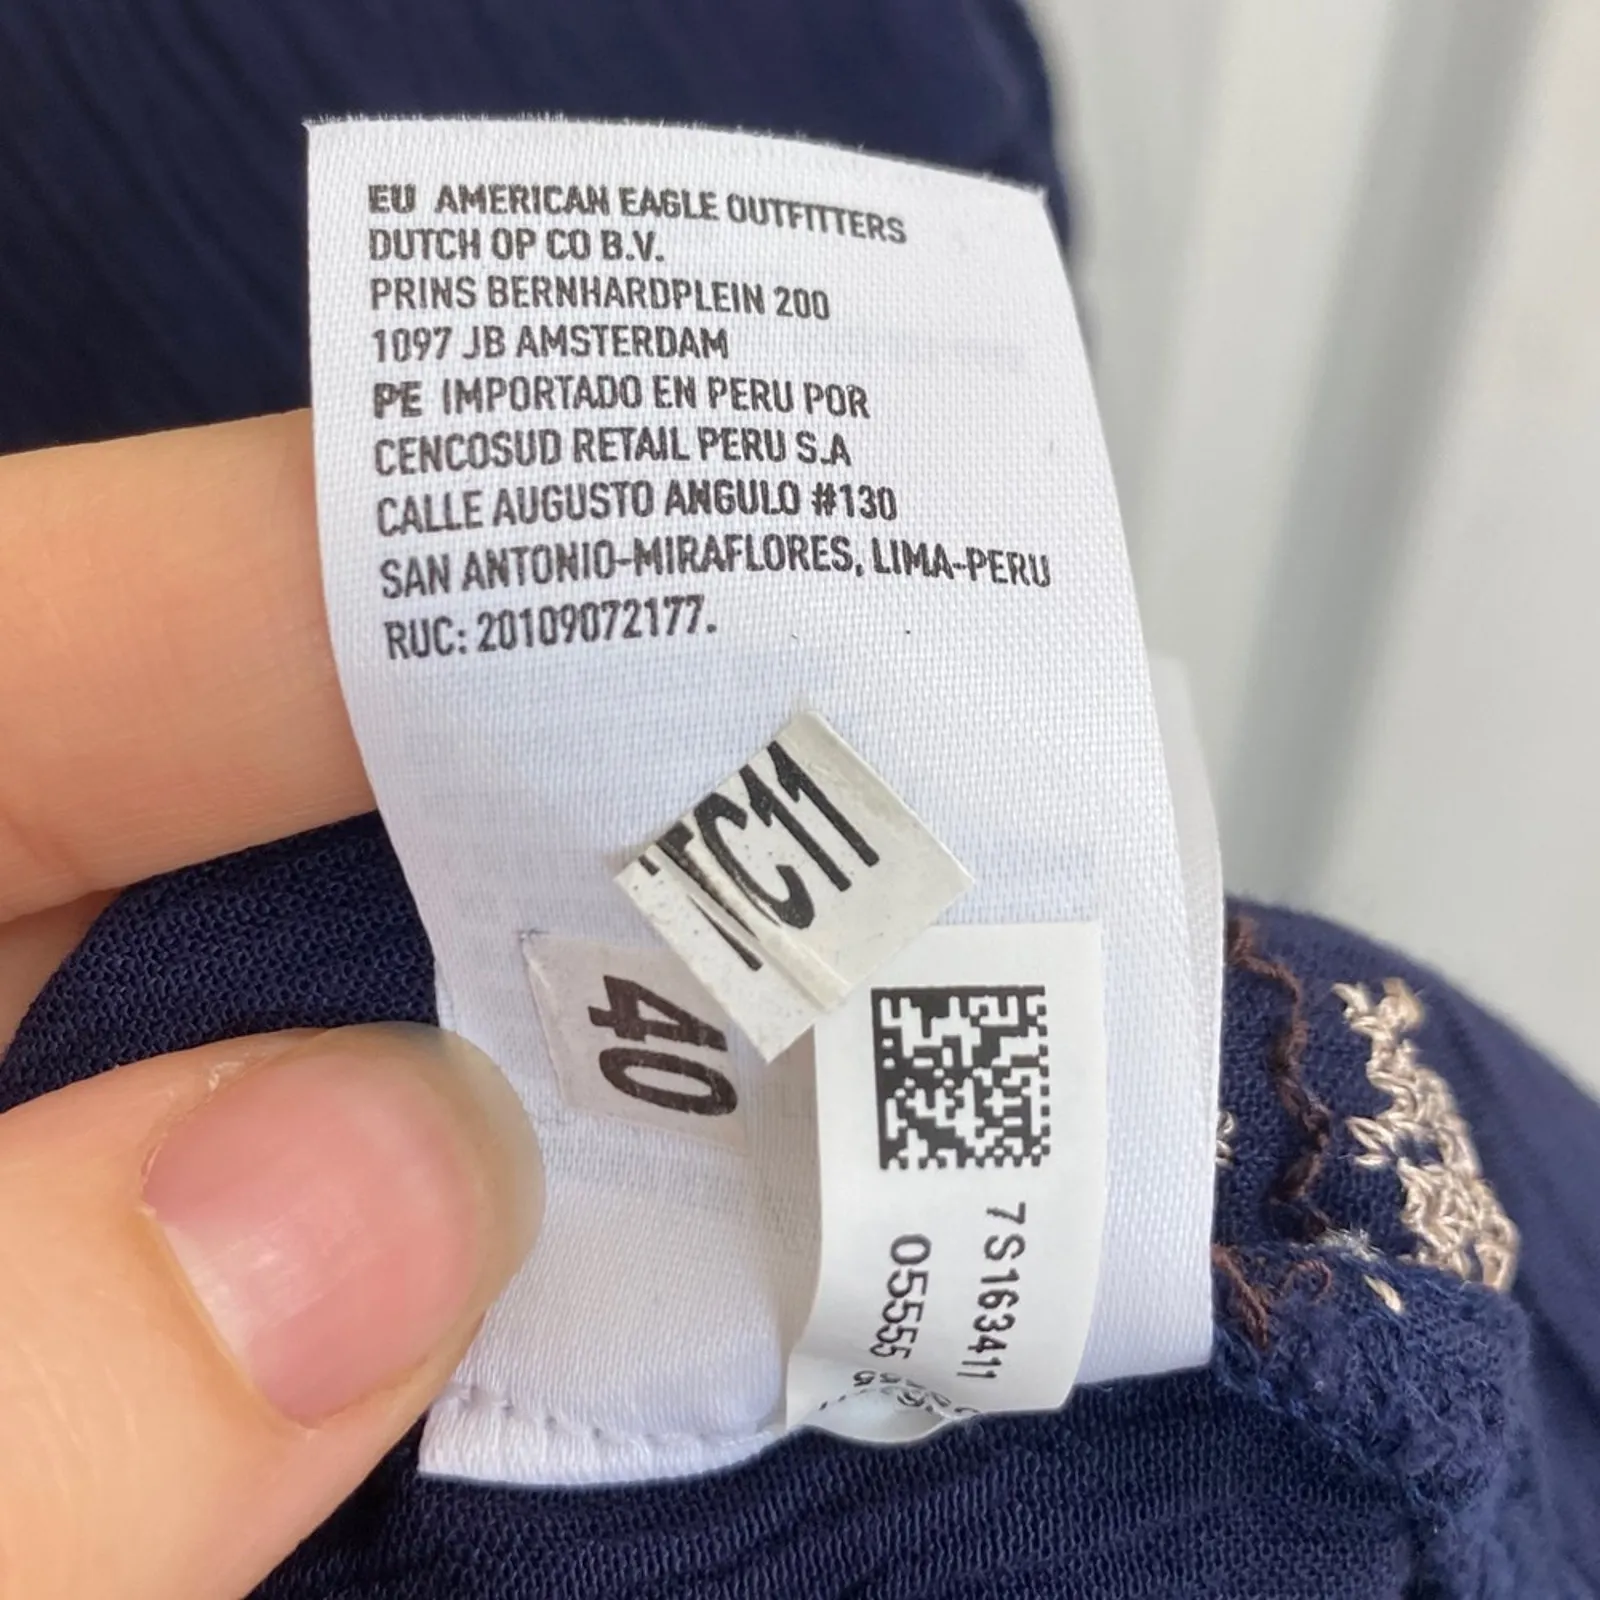 EU AMERICAN EAGLE OUTFITTERS
DUTCH OP CO B.V.
PRINS BERNHARDPLEIN 200
1097 JB AMSTERDAM
PE IMPORTADO EN PERU POR
CENCOSUD RETAIL PERU S.A
CALLE AUGUSTO ANGULO #130
SAN ANTONIO-MIRAFLORES, LIMA-PERU
RUC: 20109072177.
TC11
40
7S163411
05555